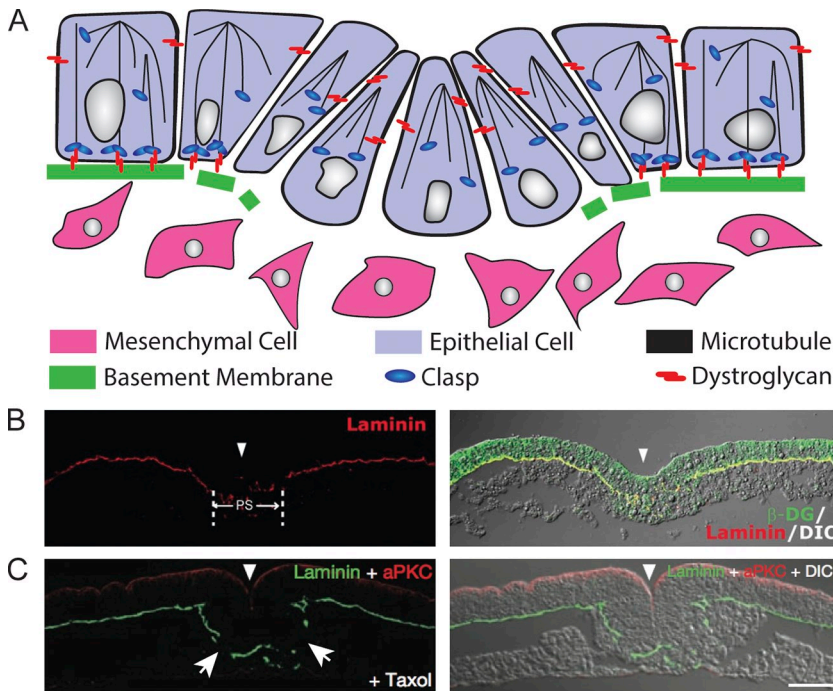 A
Mesenchymal Cell
Epithelial Cell
Microtubule
Basement Membrane
Clasp
Dystroglycan
B
Laminin
PS
β-DG/
Laminin/DIC
C
Laminin + aPKC
+ Taxol
Laminin + aPKC + DIC